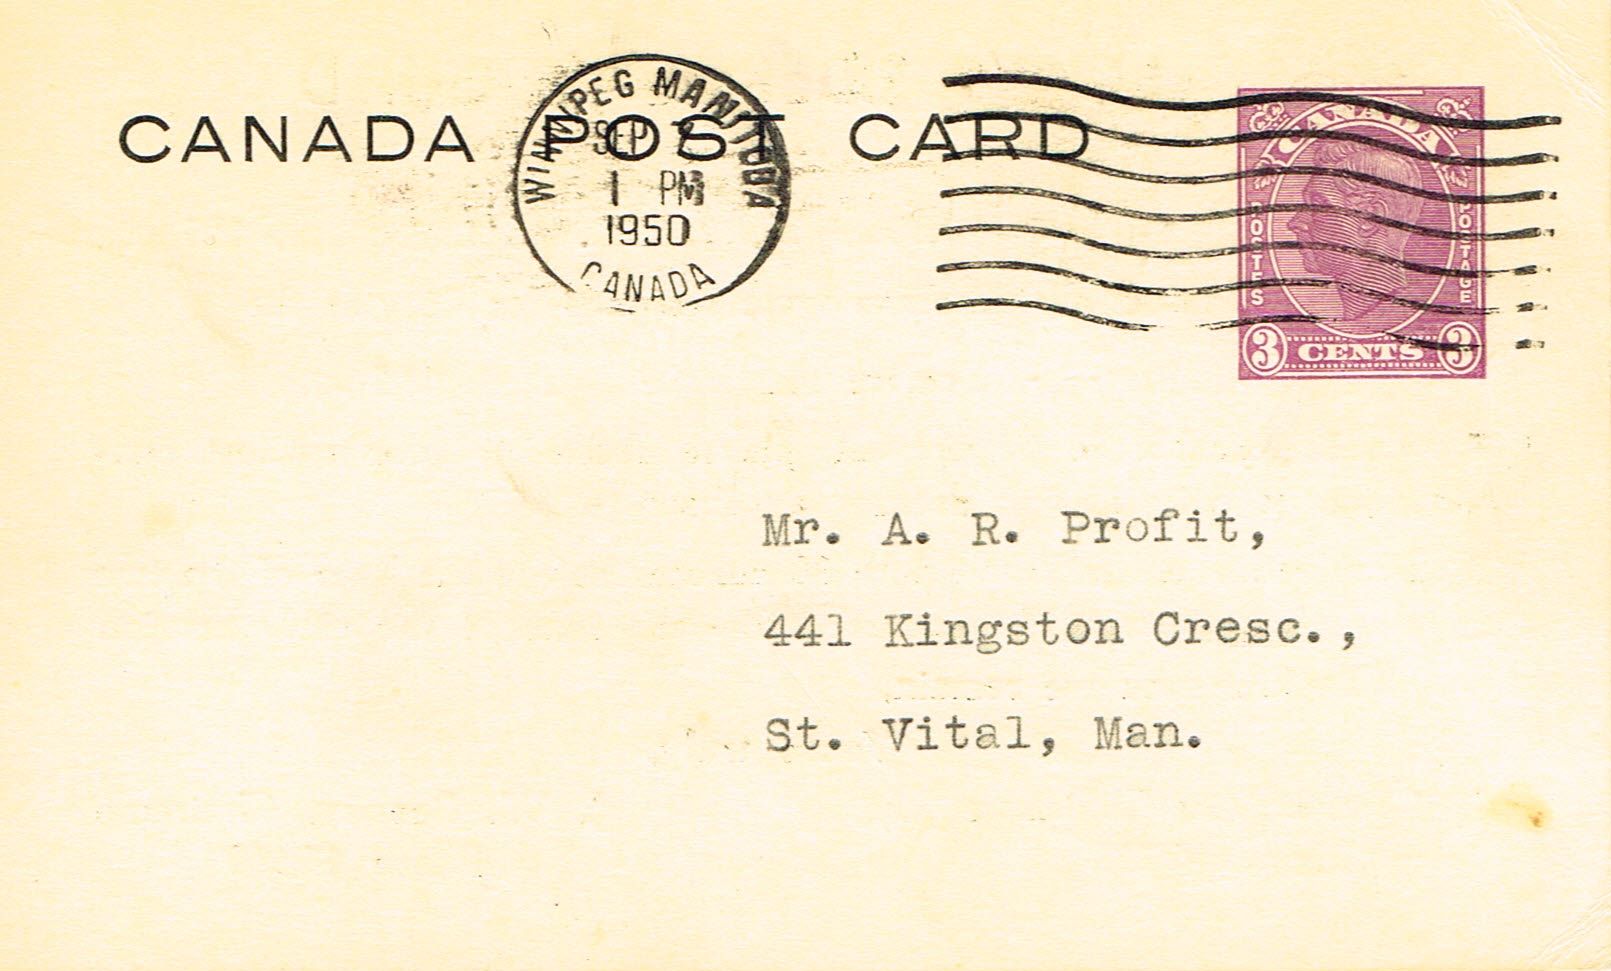 CANADA POST CARD
WINNIPEG MANITOBA
SEP
1 PM
1950
CANADA
CANADA
POSTES
POSTAGE
3 CENTS 3
Mr. A. R. Profit,
441 Kingston Cresc.,
St. Vital, Man.